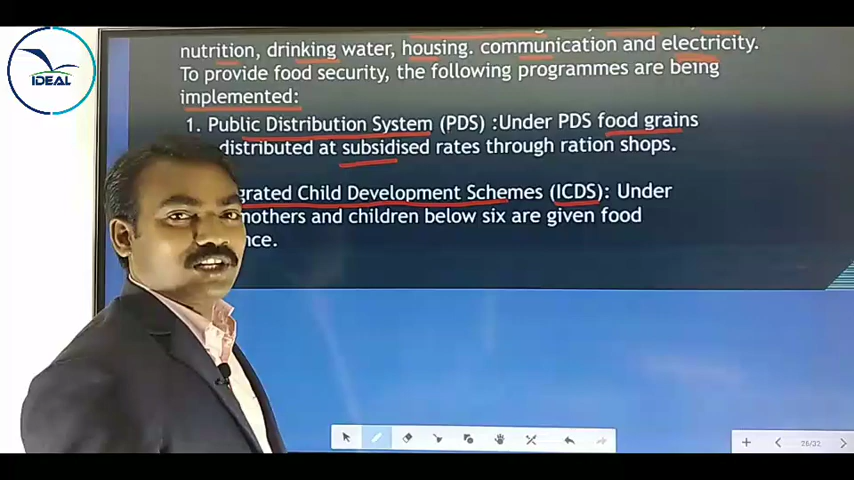 IDEAL
nutrition, drinking water, housing. communication and electricity.
To provide food security, the following programmes are being
implemented:
1. Public Distribution System (PDS) :Under PDS food grains
distributed at subsidised rates through ration shops.
grated Child Development Schemes (ICDS): Under
mothers and children below six are given food
nce.
26/32